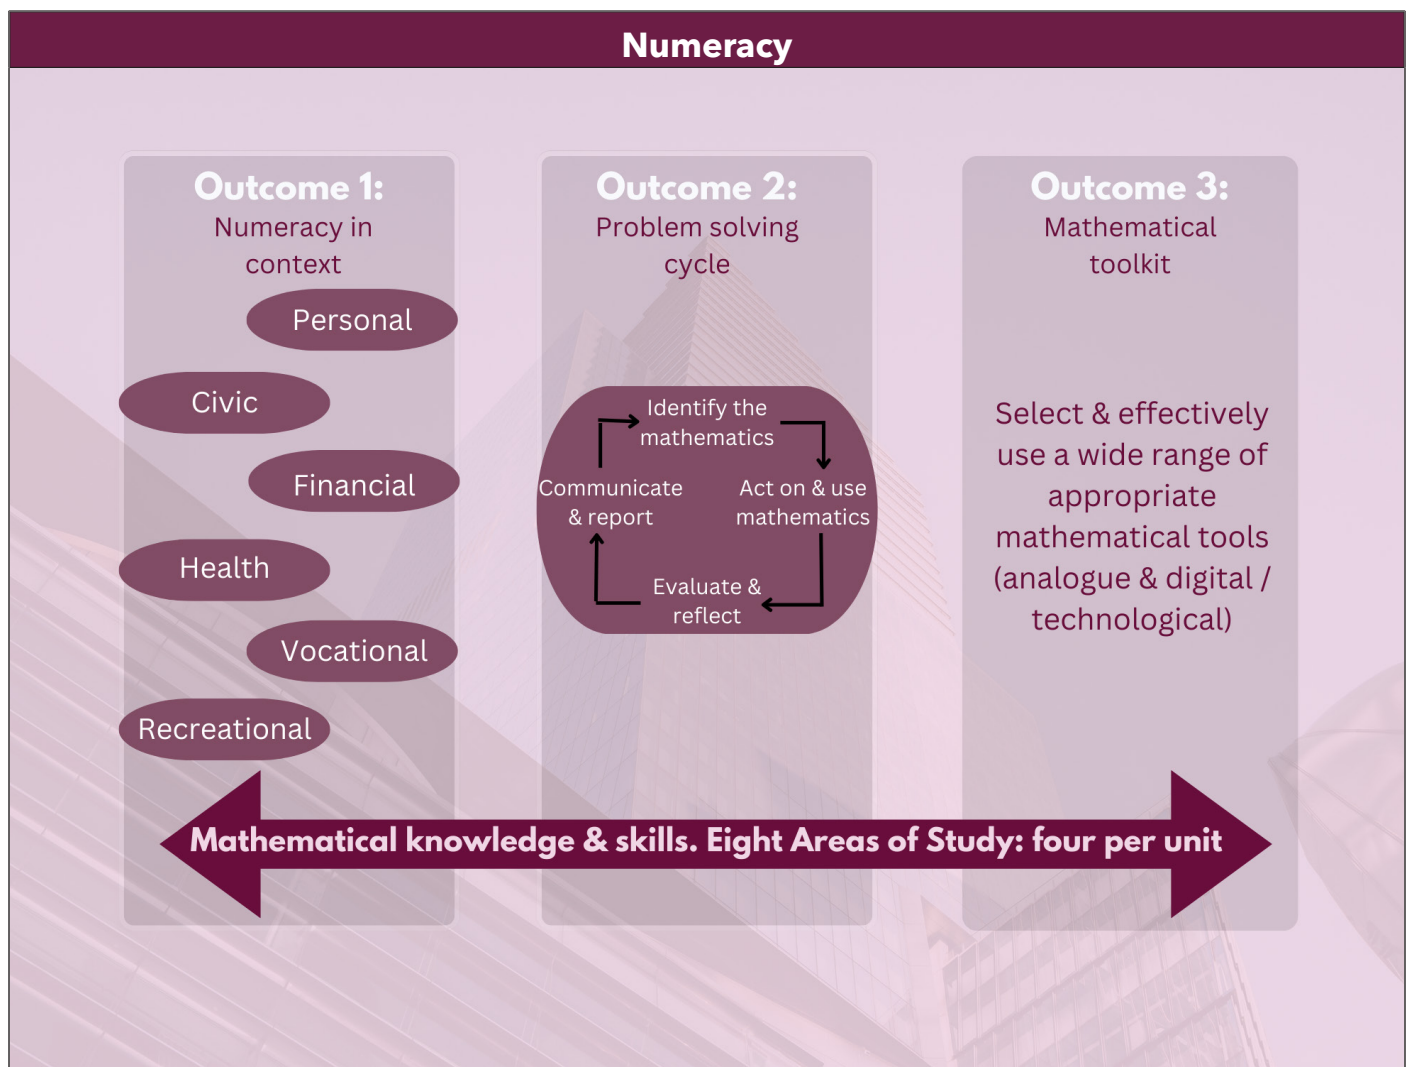 Numeracy
Outcome 1:
Numeracy in
context
Personal
Civic
Financial
Health
Vocational
Recreational
Outcome 2:
Problem solving
cycle
Identify the
mathematics
Act on & use
mathematics
Evaluate &
reflect
Communicate
& report
Outcome 3:
Mathematical
toolkit
Select & effectively
use a wide range of
appropriate
mathematical tools
(analogue & digital /
technological)
Mathematical knowledge & skills. Eight Areas of Study: four per unit